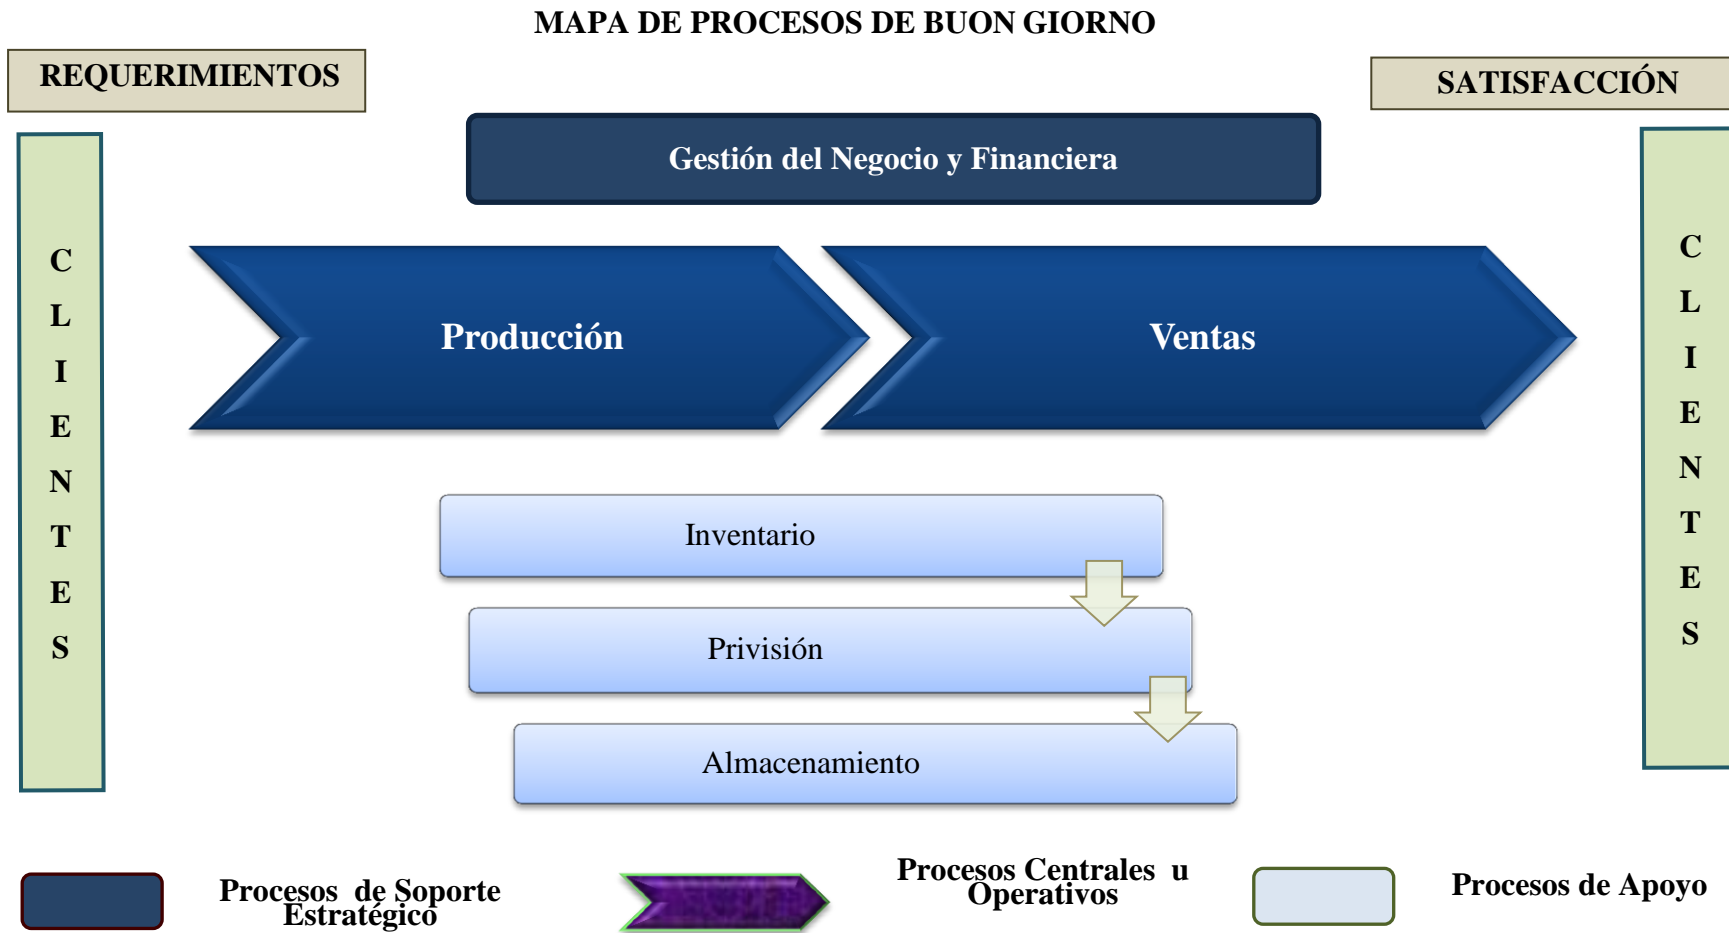 MAPA DE PROCESOS DE BUON GIORNO
REQUERIMIENTOS
SATISFACCIÓN
Gestión del Negocio y Financiera
C
L
I
E
N
T
E
S
Producción
Ventas
C
L
I
E
N
T
E
S
Inventario
Privisión
Almacenamiento
Procesos de Soporte
Estratégico
Procesos Centrales u
Operativos
Procesos de Apoyo